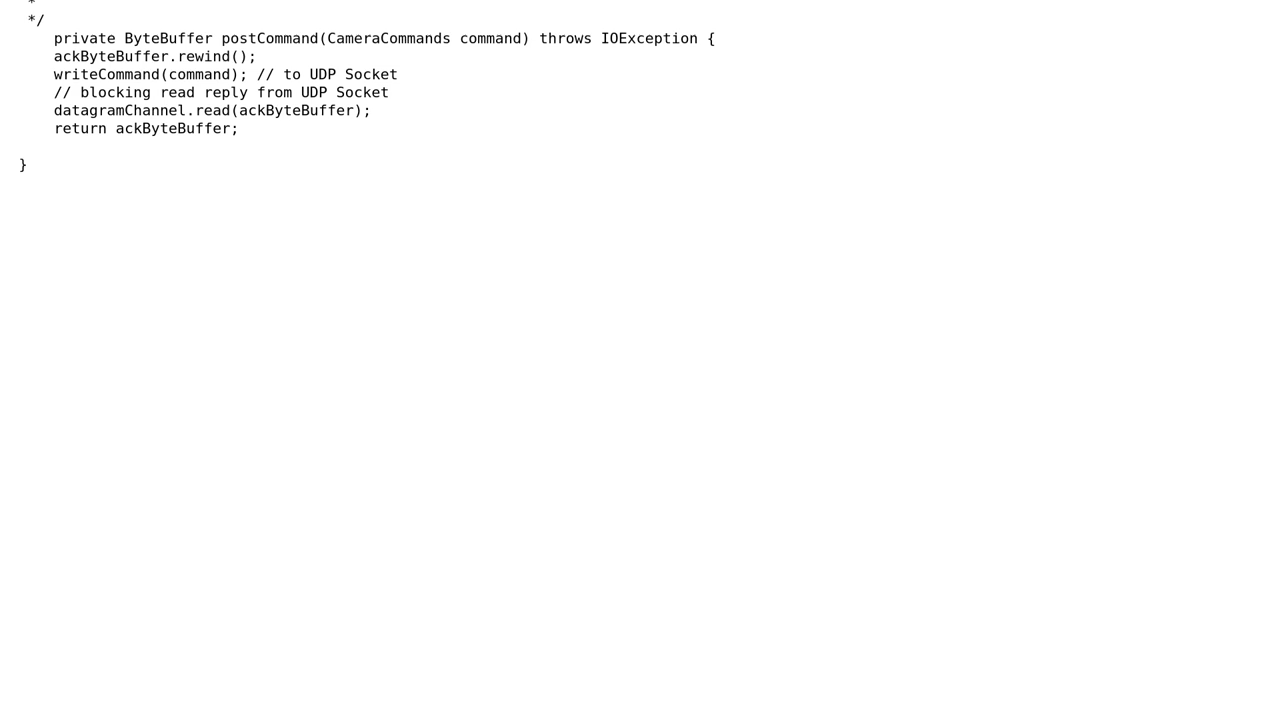 *
*/
private ByteBuffer postCommand(CameraCommands command) throws IOException {
ackByteBuffer.rewind();
writeCommand(command); // to UDP Socket
// blocking read reply from UDP Socket
datagramChannel.read(ackByteBuffer);
return ackByteBuffer;
}